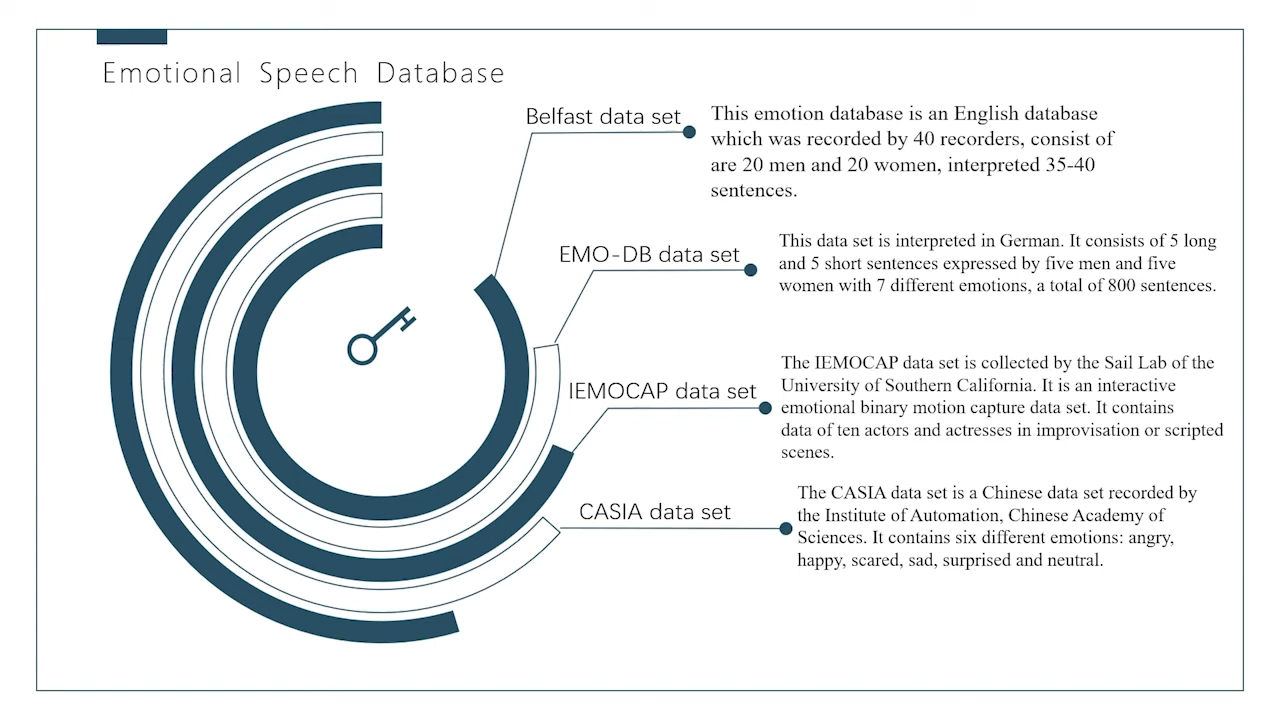 Emotional Speech Database
Belfast data set
This emotion database is an English database
which was recorded by 40 recorders, consist of
are 20 men and 20 women, interpreted 35-40
sentences.
EMO-DB data set
This data set is interpreted in German. It consists of 5 long
and 5 short sentences expressed by five men and five
women with 7 different emotions, a total of 800 sentences.
IEMOCAP data set
The IEMOCAP data set is collected by the Sail Lab of the
University of Southern California. It is an interactive
emotional binary motion capture data set. It contains
data of ten actors and actresses in improvisation or scripted
scenes.
CASIA data set
The CASIA data set is a Chinese data set recorded by
the Institute of Automation, Chinese Academy of
Sciences. It contains six different emotions: angry,
happy, scared, sad, surprised and neutral.